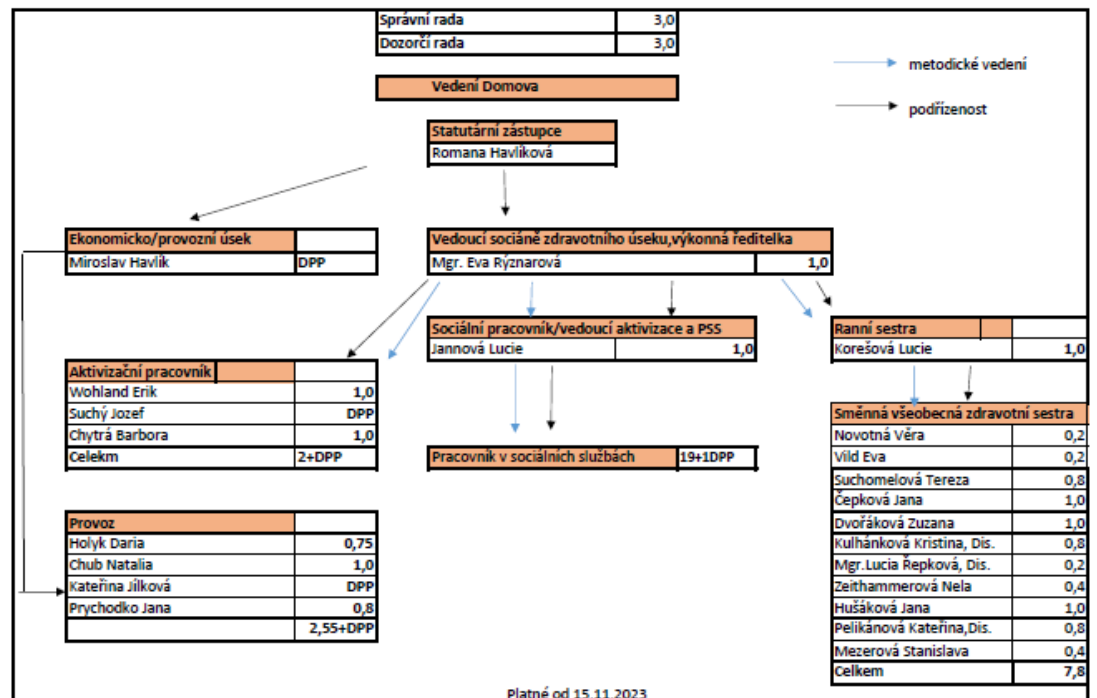 Správní rada 3,0
Dozorčí rada 3,0
metodické vedení
Vedení Domova
podřízenost
Statutární zástupce
Romana Havlíková
Ekonomicko/provozní úsek
Miroslav Havlík DPP
Vedoucí sociáně zdravotního úseku,výkonná ředitelka
Mgr. Eva Rýznarová 1,0
Sociální pracovník/vedoucí aktivizace a PSS
Jannová Lucie 1,0
Ranní sestra
Korešová Lucie 1,0
Aktivizační pracovník
Wohland Erik 1,0
Suchý Jozef DPP
Chytrá Barbora 1,0
Celekm 2+DPP
Pracovník v sociálních službách 19+1DPP
Směnná všeobecná zdravotní sestra
Novotná Věra 0,2
Vild Eva 0,2
Suchomelová Tereza 0,8
Čepková Jana 1,0
Dvořáková Zuzana 1,0
Kulhánková Kristina, Dis. 0,8
Mgr.Lucia Řepková, Dis. 0,2
Zeithammerová Nela 0,4
Hušáková Jana 1,0
Pelikánová Kateřina,Dis. 0,8
Mezerová Stanislava 0,4
Celkem 7,8
Provoz
Holyk Daria 0,75
Chub Natalia 1,0
Kateřina Jílková DPP
Prychodko Jana 0,8
2,55+DPP
Platné od 15.11.2023